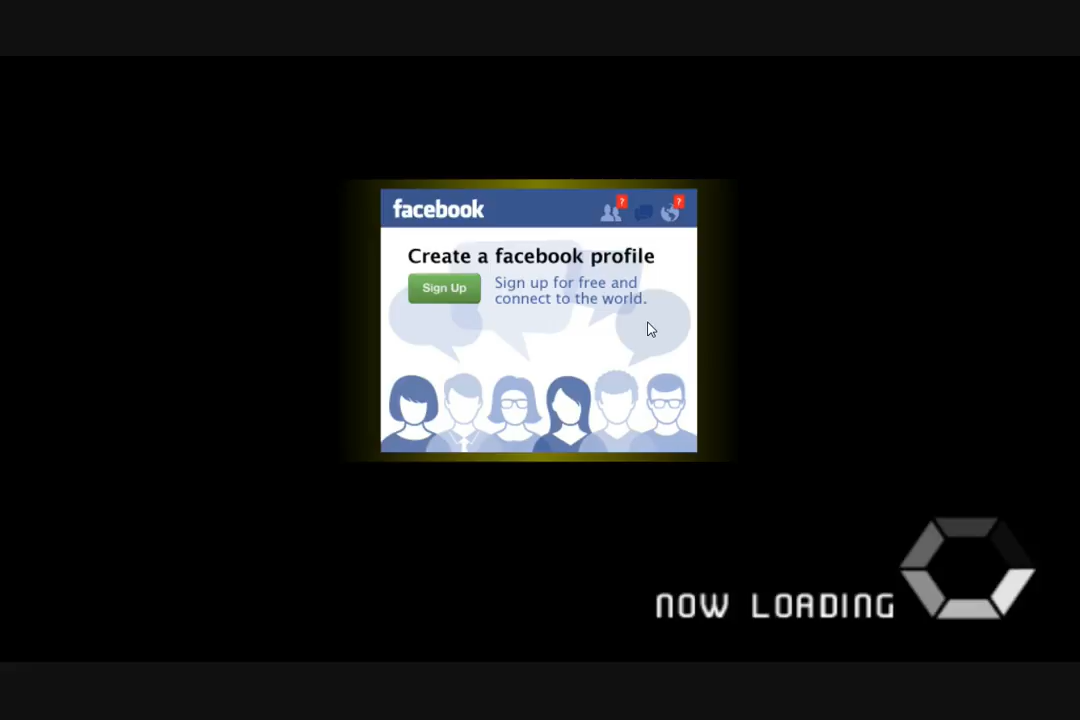 facebook
? ?
Create a facebook profile
Sign Up
Sign up for free and
connect to the world.
NOW LOADING